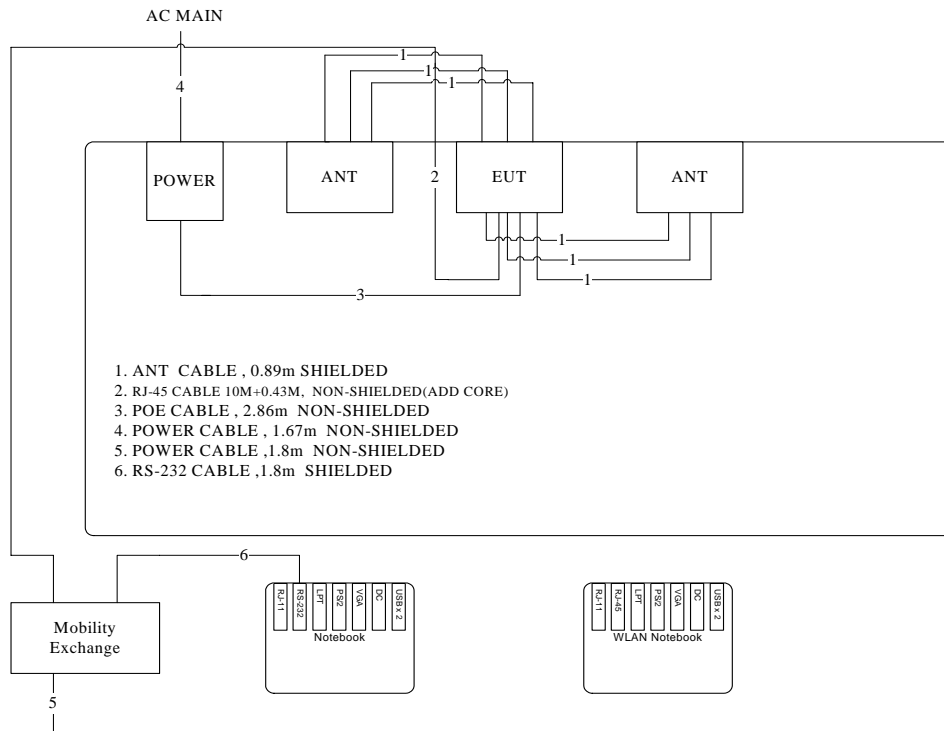 AC MAIN
1
1
1
4
POWER
ANT
2
EUT
ANT
1
1
1
3
1. ANT CABLE , 0.89m SHIELDED
2. RJ-45 CABLE 10M+0.43M, NON-SHIELDED(ADD CORE)
3. POE CABLE , 2.86m NON-SHIELDED
4. POWER CABLE , 1.67m NON-SHIELDED
5. POWER CABLE ,1.8m NON-SHIELDED
6. RS-232 CABLE ,1.8m SHIELDED
6
Mobility
Exchange
5
RJ-11
RS-232
LPT
PS/2
VGA
DC
USB x 2
Notebook
RJ-11
RJ-45
LPT
PS/2
VGA
DC
USB x 2
WLAN Notebook